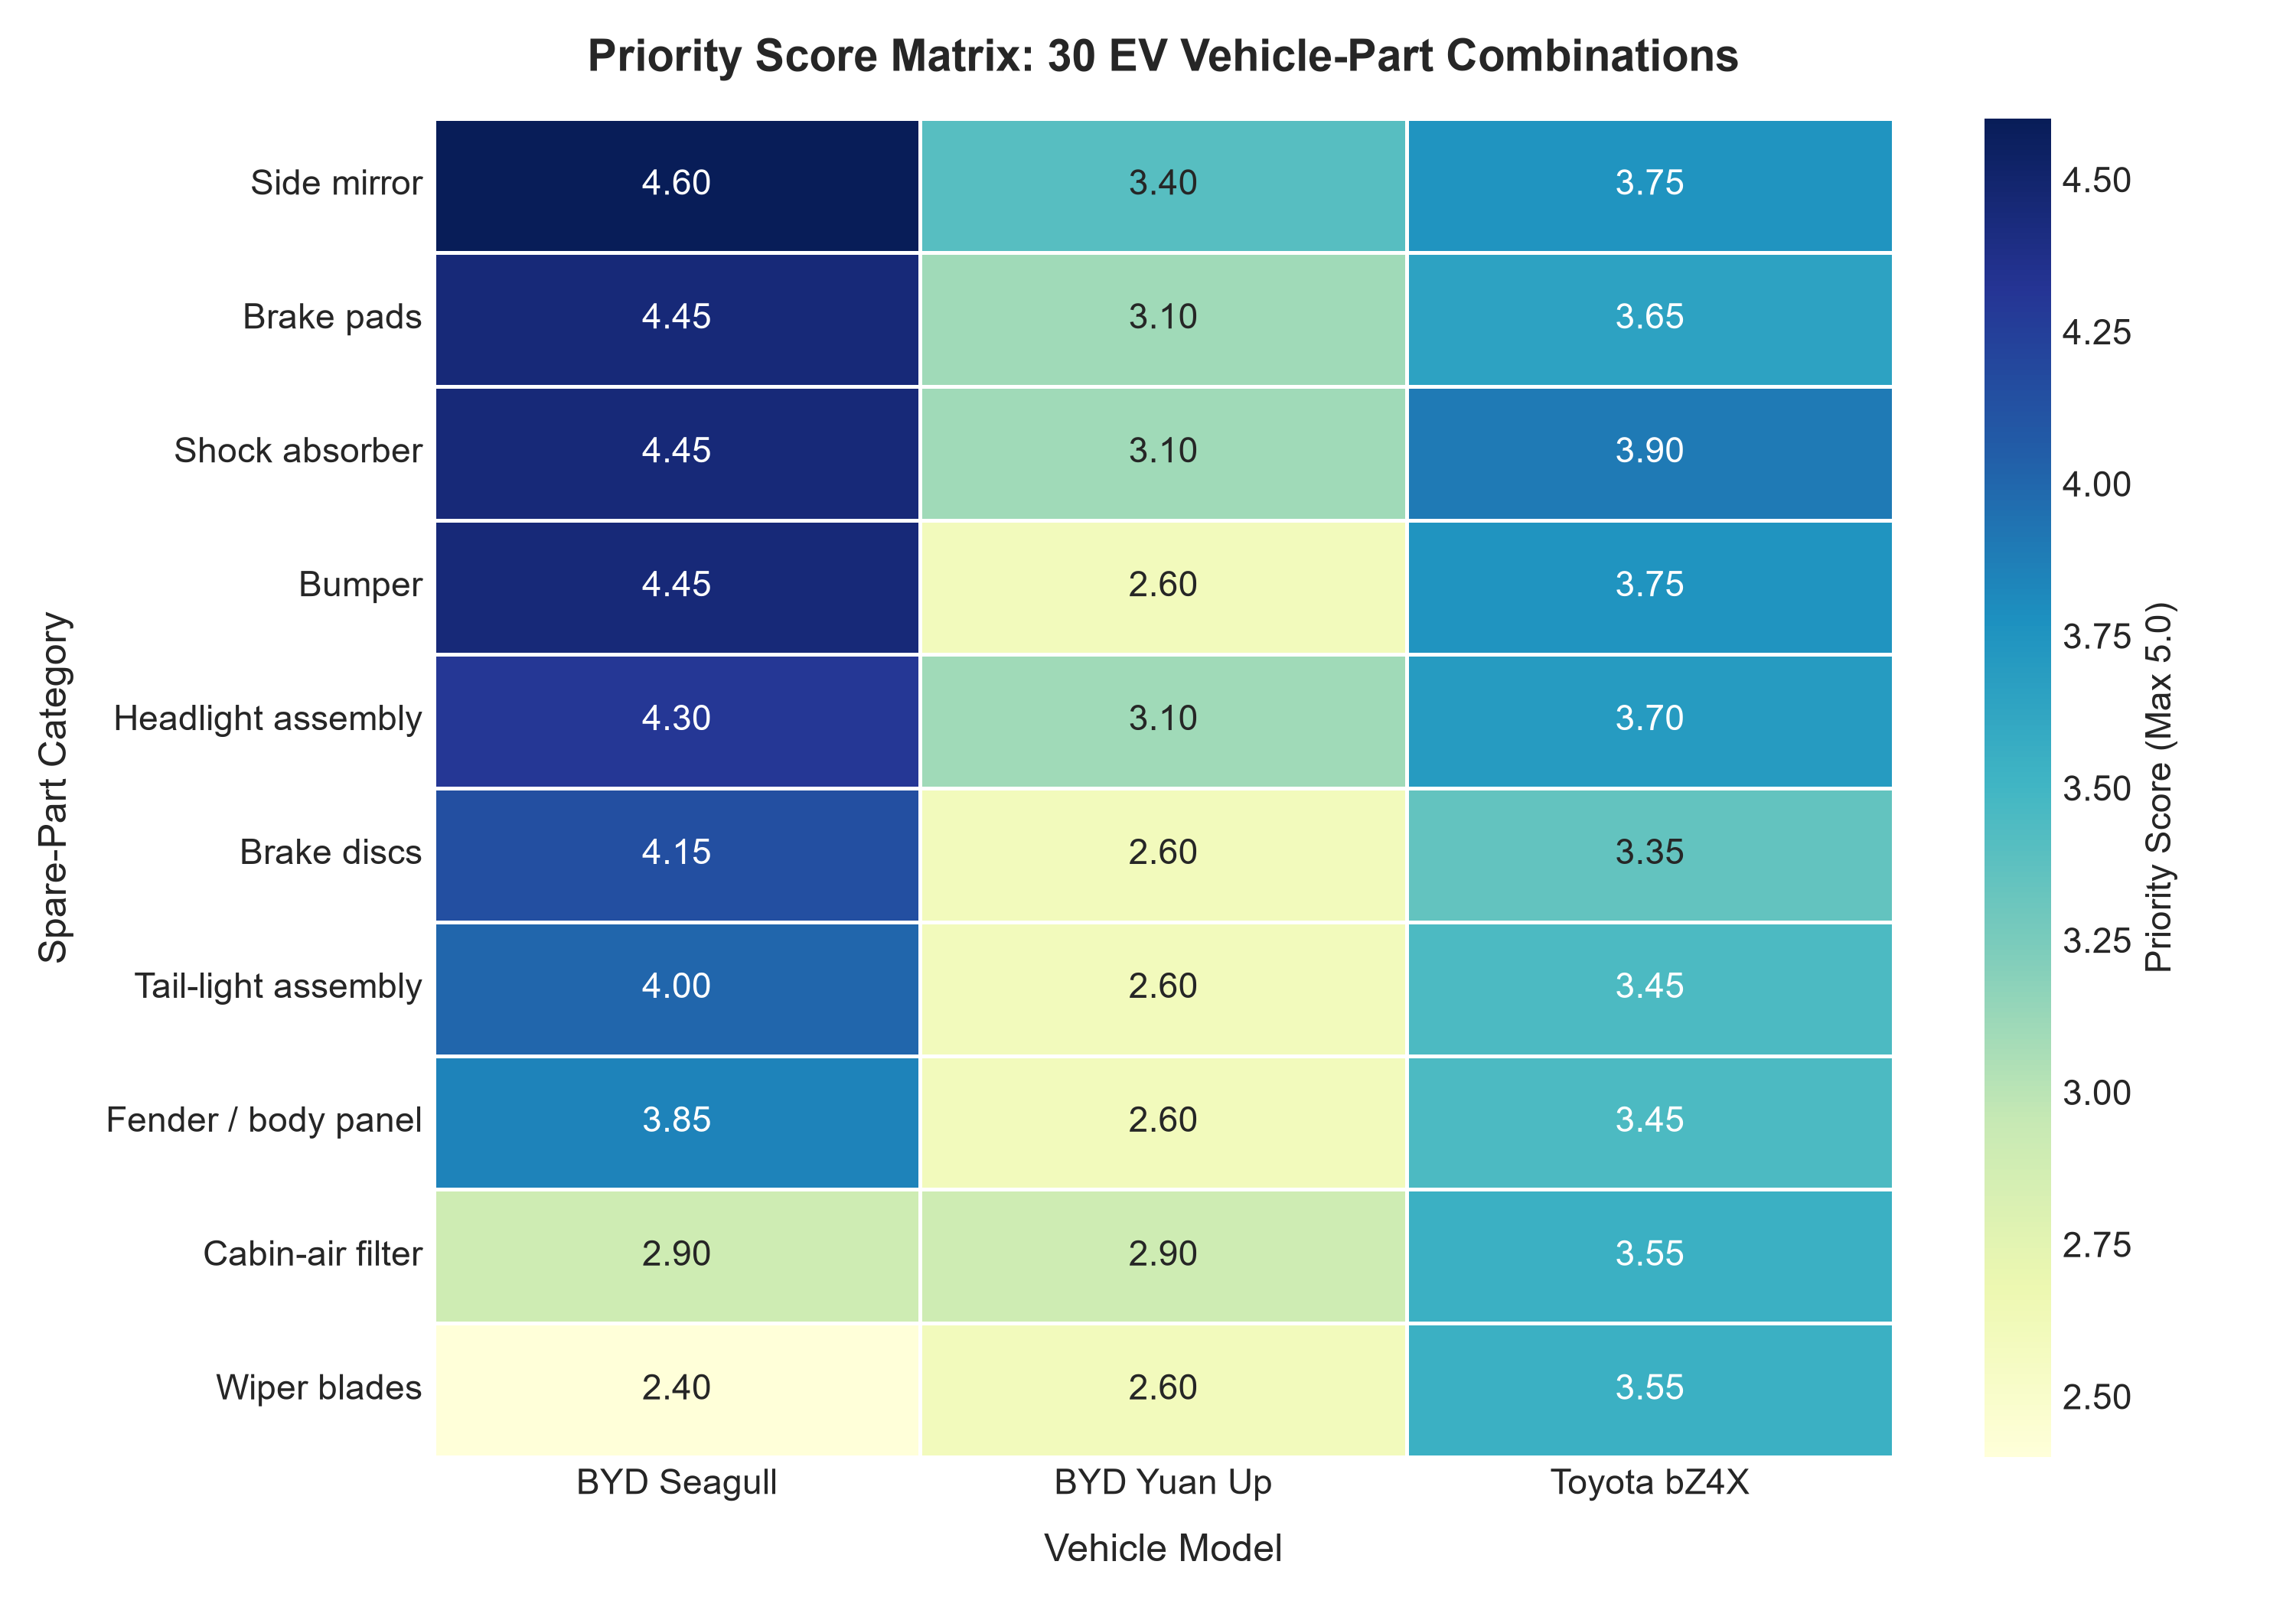 Priority Score Matrix: 30 EV Vehicle-Part Combinations
Spare-Part Category
Side mirror 4.60 3.40 3.75
Brake pads 4.45 3.10 3.65
Shock absorber 4.45 3.10 3.90
Bumper 4.45 2.60 3.75
Headlight assembly 4.30 3.10 3.70
Brake discs 4.15 2.60 3.35
Tail-light assembly 4.00 2.60 3.45
Fender / body panel 3.85 2.60 3.45
Cabin-air filter 2.90 2.90 3.55
Wiper blades 2.40 2.60 3.55
BYD Seagull BYD Yuan Up Toyota bZ4X
Vehicle Model
4.50
4.25
4.00
3.75
3.50
3.25
3.00
2.75
2.50
Priority Score (Max 5.0)